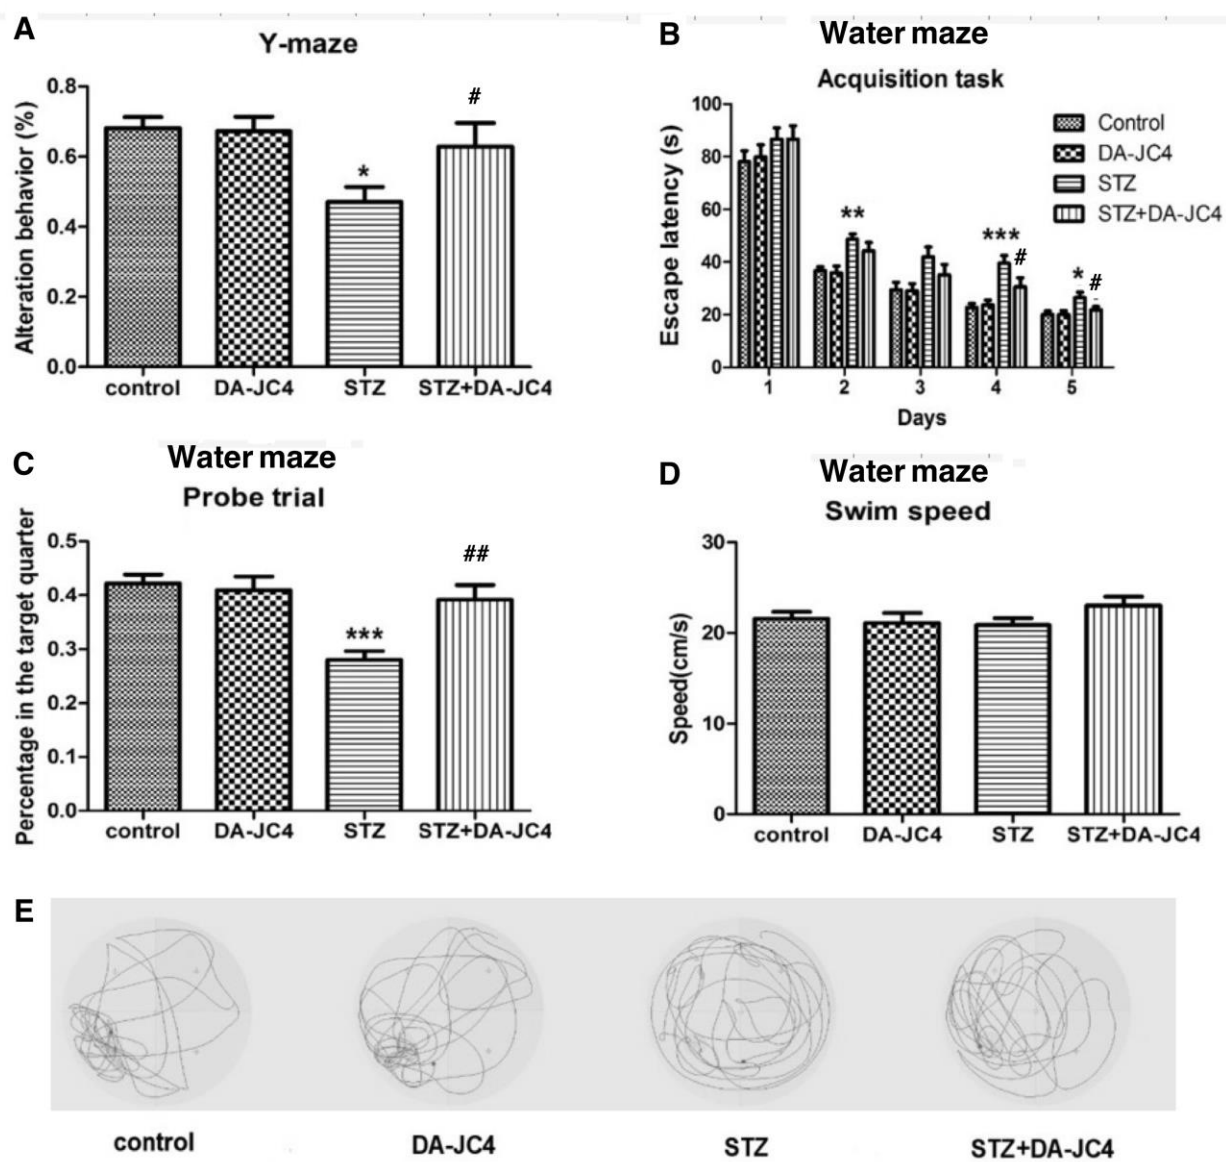 A
Y-maze
Alteration behavior (%)
0.8
0.6
0.4
0.2
0.0
*
#
control DA-JC4 STZ STZ+DA-JC4
B
Water maze
Acquisition task
Escape latency (s)
100
80
60
40
20
0
**
***
#
*
#
Control
DA-JC4
STZ
STZ+DA-JC4
1 2 3 4 5
Days
C
Water maze
Probe trial
Percentage in the target quarter
0.5
0.4
0.3
0.2
0.1
0.0
***
##
control DA-JC4 STZ STZ+DA-JC4
D
Water maze
Swim speed
Speed(cm/s)
30
20
10
0
control DA-JC4 STZ STZ+DA-JC4
E
control DA-JC4 STZ STZ+DA-JC4